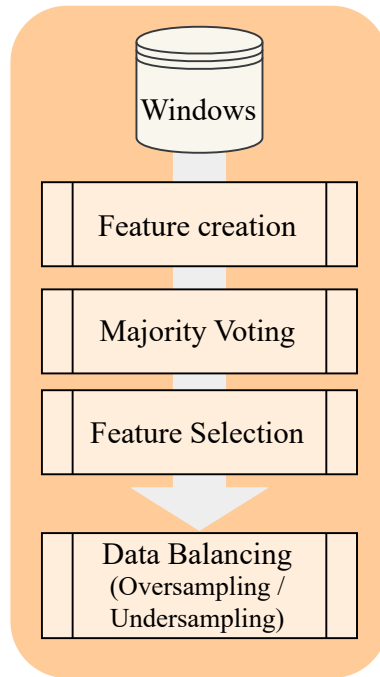 Windows
Feature creation
Majority Voting
Feature Selection
Data Balancing
(Oversampling /
Undersampling)